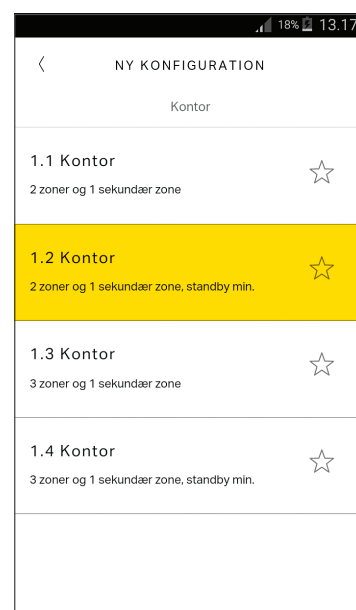 18% 13.17
NY KONFIGURATION
Kontor
1.1 Kontor
2 zoner og 1 sekundær zone
1.2 Kontor
2 zoner og 1 sekundær zone, standby min.
1.3 Kontor
3 zoner og 1 sekundær zone
1.4 Kontor
3 zoner og 1 sekundær zone, standby min.